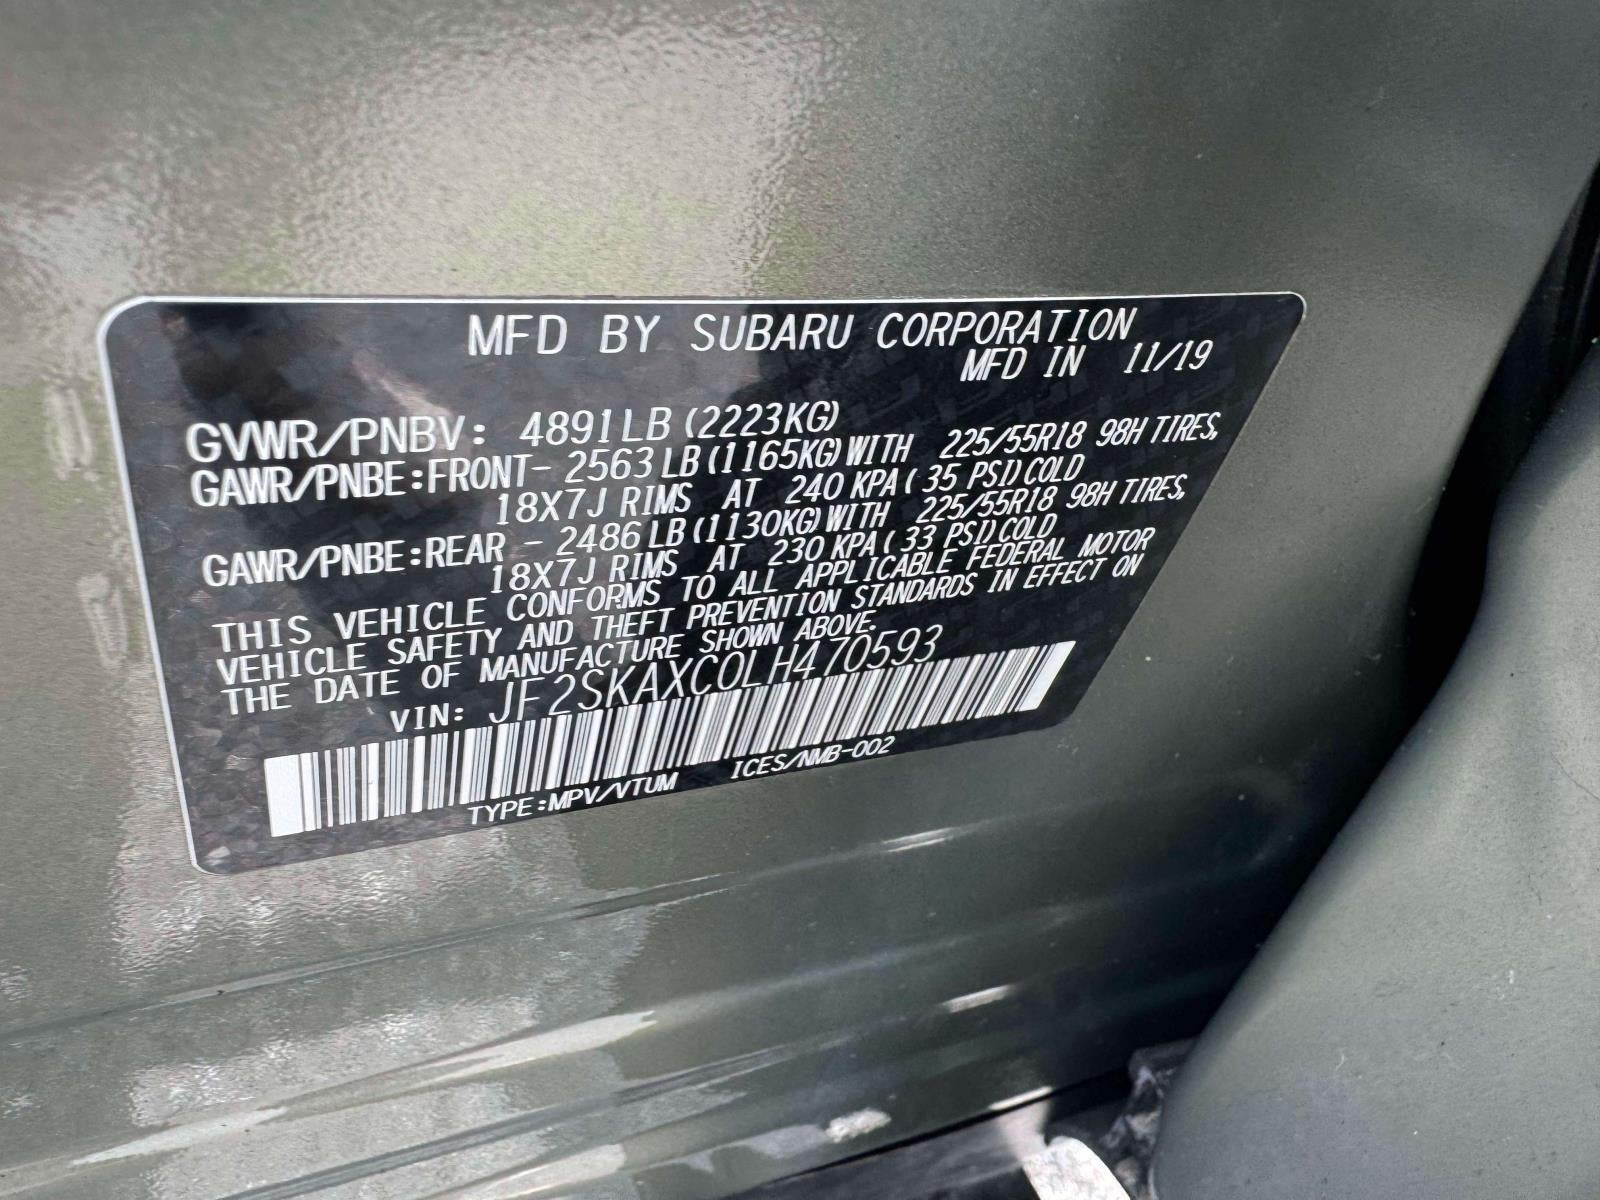 MFD BY SUBARU CORPORATION
MFD IN 11/19
GVWR/PNBV: 4891LB (2223KG)
GAWR/PNBE:FRONT- 2563LB(1165KG)WITH 225/55R18 98H TIRES,
18X7J RIMS AT 240 KPA( 35 PSI)COLD
GAWR/PNBE:REAR - 2486LB(1130KG)WITH 225/55R18 98H TIRES,
18X7J RIMS AT 230 KPA( 33 PSI)COLD
THIS VEHICLE CONFORMS TO ALL APPLICABLE FEDERAL MOTOR
VEHICLE SAFETY AND THEFT PREVENTION STANDARDS IN EFFECT ON
THE DATE OF MANUFACTURE SHOWN ABOVE.
VIN: JF2SKAXC0LH470593
TYPE:MPV/VTUM ICES/NMB-002